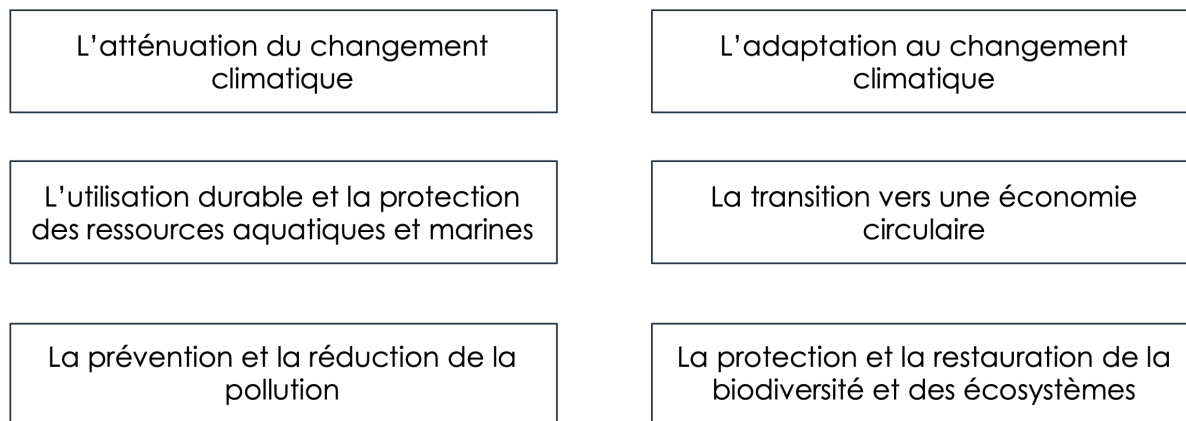 L’atténuation du changement
climatique
L’adaptation au changement
climatique
L’utilisation durable et la protection
des ressources aquatiques et marines
La transition vers une économie
circulaire
La prévention et la réduction de la
pollution
La protection et la restauration de la
biodiversité et des écosystèmes